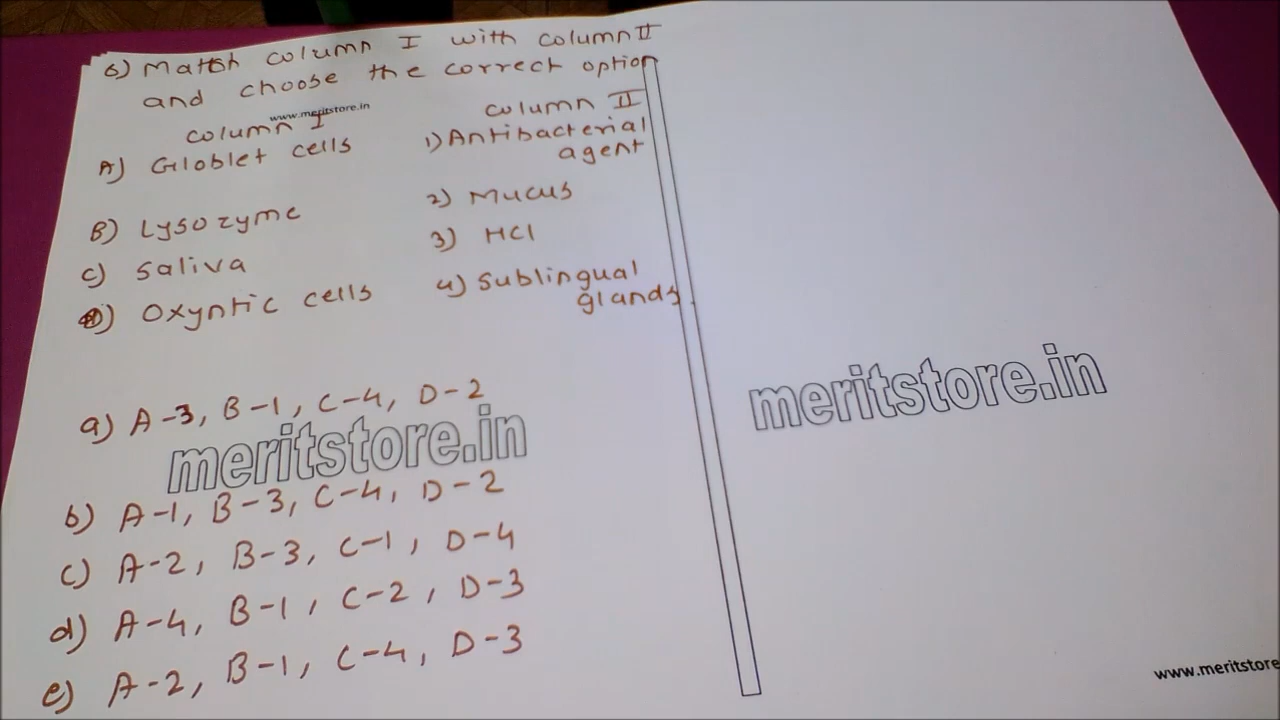 6) Match column I with column II
and choose the correct option
www.meritstore.in
column I column II
A) Globlet cells 1) Antibacterial
agent
B) Lysozyme 2) Mucus
C) Saliva 3) HCl
D) Oxyntic cells 4) Sublingual
glands.
a) A-3, B-1, C-4, D-2
meritstore.in
b) A-1, B-3, C-4, D-2
c) A-2, B-3, C-1, D-4
d) A-4, B-1, C-2, D-3
e) A-2, B-1, C-4, D-3
meritstore.in
www.meritstore